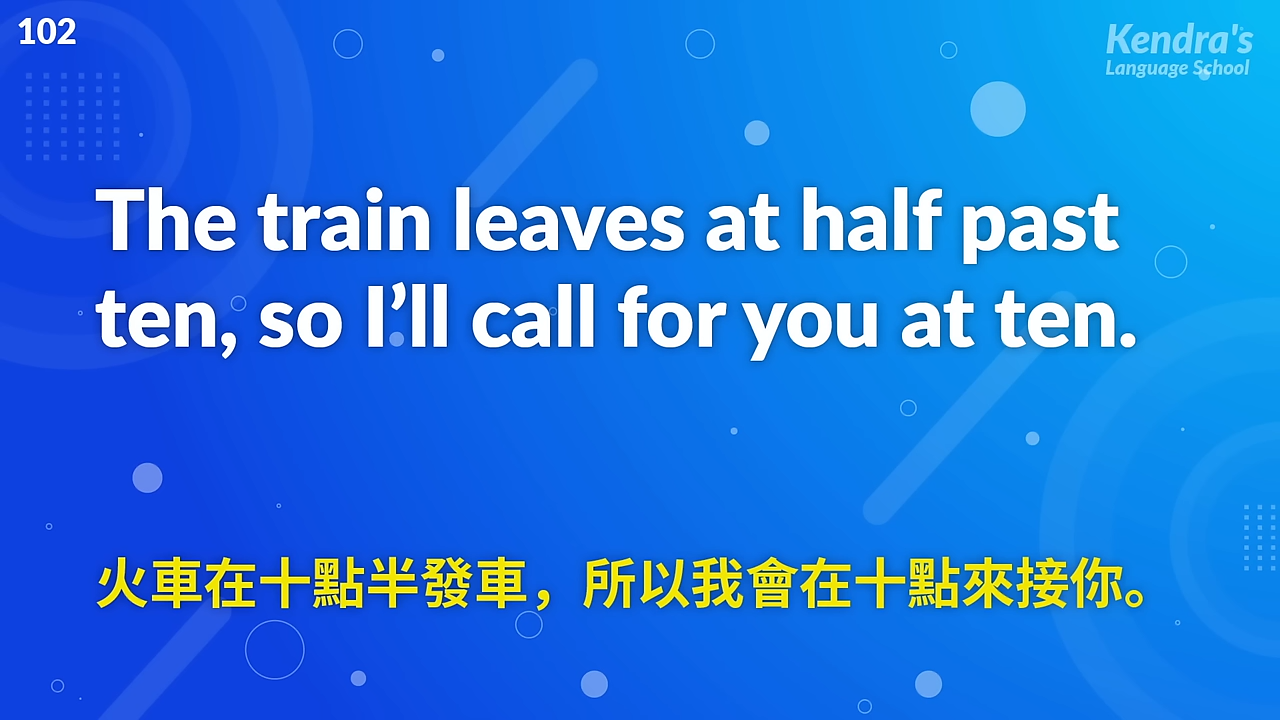 102
Kendra's
Language School
The train leaves at half past
ten, so I’ll call for you at ten.
火車在十點半發車，所以我會在十點來接你。